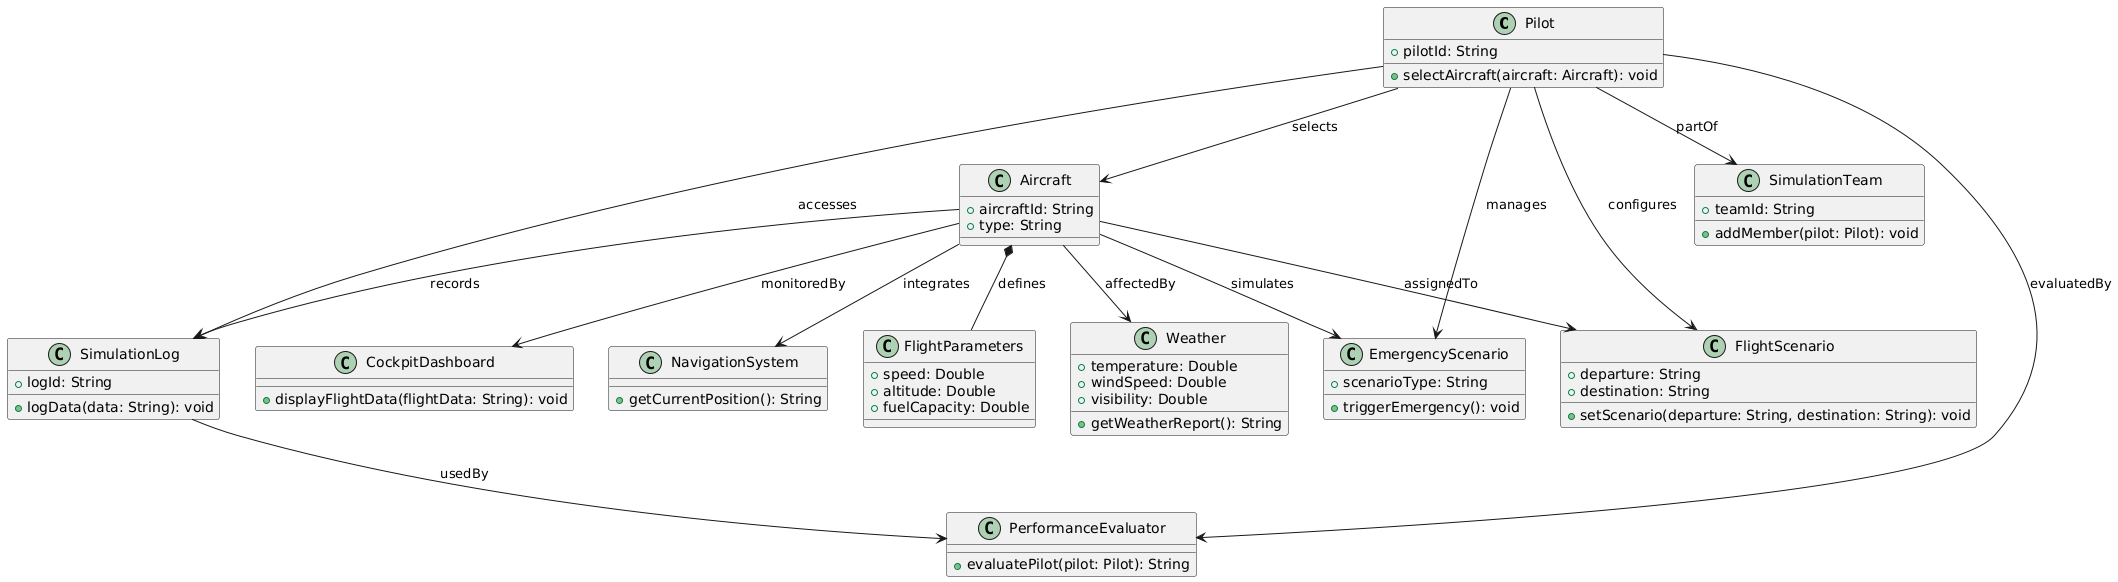 C Pilot
pilotId: String
selectAircraft(aircraft: Aircraft): void
selects
partOf
C Aircraft
aircraftId: String
type: String
C SimulationTeam
teamId: String
addMember(pilot: Pilot): void
accesses
manages
configures
records
monitoredBy
integrates
defines
affectedBy
simulates
assignedTo
evaluatedBy
C SimulationLog
logId: String
logData(data: String): void
C CockpitDashboard
displayFlightData(flightData: String): void
C NavigationSystem
getCurrentPosition(): String
C FlightParameters
speed: Double
altitude: Double
fuelCapacity: Double
C Weather
temperature: Double
windSpeed: Double
visibility: Double
getWeatherReport(): String
C EmergencyScenario
scenarioType: String
triggerEmergency(): void
C FlightScenario
departure: String
destination: String
setScenario(departure: String, destination: String): void
usedBy
C PerformanceEvaluator
evaluatePilot(pilot: Pilot): String